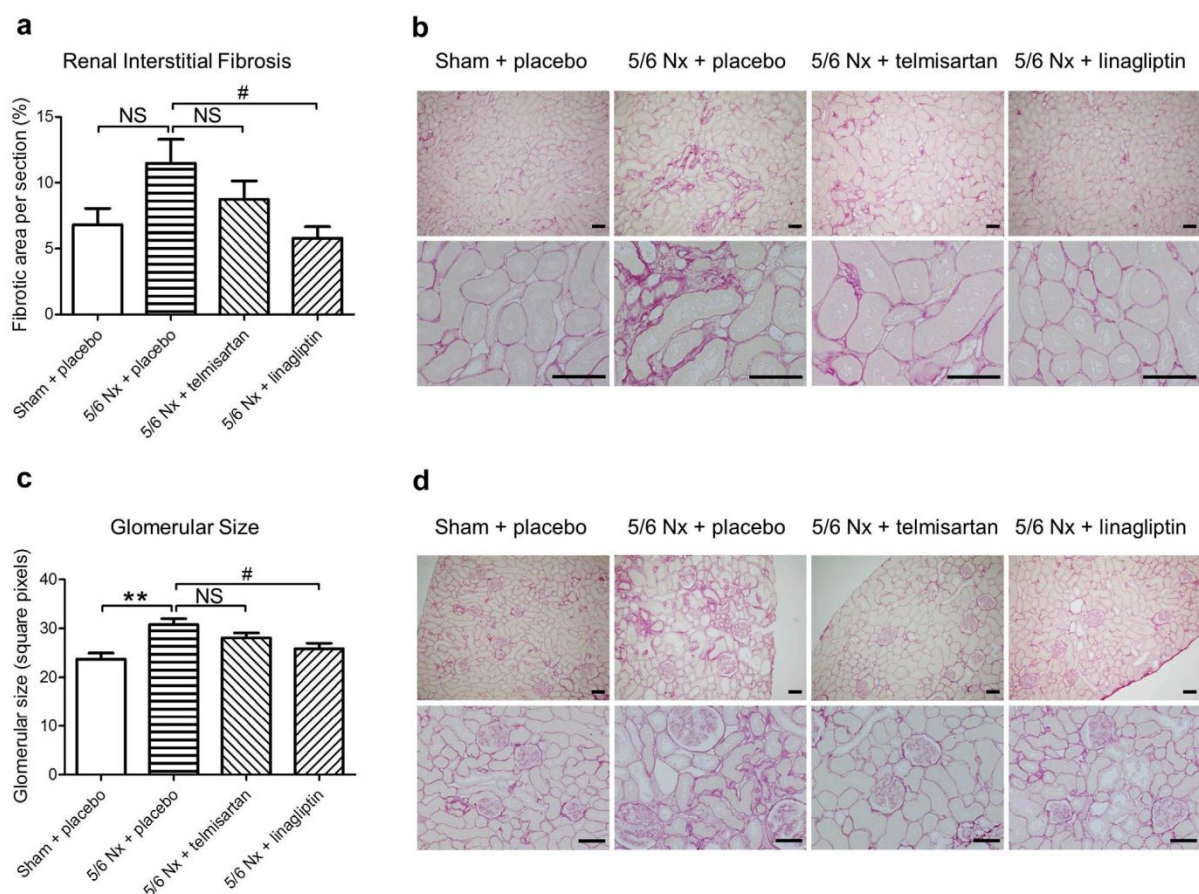 a
Renal Interstitial Fibrosis
#
NS
NS
Fibrotic area per section (%)
15
10
5
0
Sham + placebo
5/6 Nx + placebo
5/6 Nx + telmisartan
5/6 Nx + linagliptin
b
Sham + placebo
5/6 Nx + placebo
5/6 Nx + telmisartan
5/6 Nx + linagliptin
c
Glomerular Size
#
**
NS
Glomerular size (square pixels)
40
30
20
10
0
Sham + placebo
5/6 Nx + placebo
5/6 Nx + telmisartan
5/6 Nx + linagliptin
d
Sham + placebo
5/6 Nx + placebo
5/6 Nx + telmisartan
5/6 Nx + linagliptin